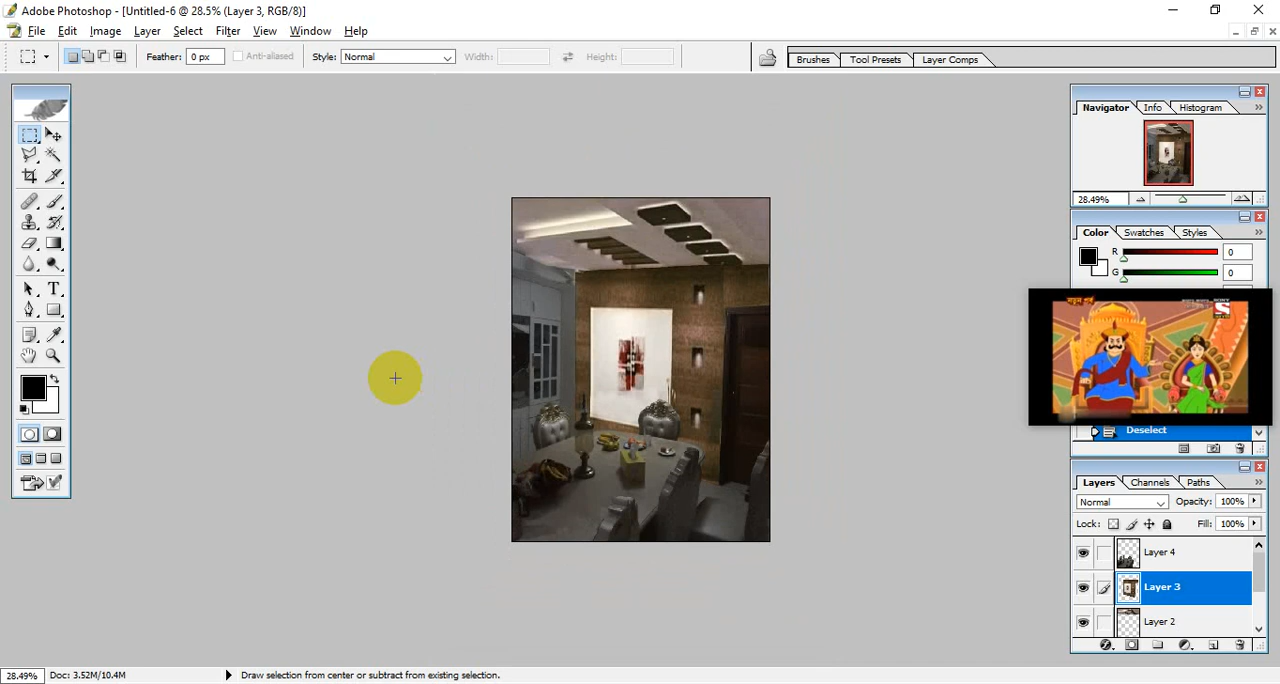 Adobe Photoshop - [Untitled-6 @ 28.5% (Layer 3, RGB/8)]
File Edit Image Layer Select Filter View Window Help
Feather: 0 px Anti-aliased Style: Normal Width: Height: Brushes Tool Presets Layer Comps
Navigator Info Histogram
28.49%
Color Swatches Styles
R 0
G 0
নতুন পর্ব
SONY
S
Deselect
Layers Channels Paths
Normal Opacity: 100%
Lock: Fill: 100%
Layer 4
Layer 3
Layer 2
28.49% Doc: 3.52M/10.4M Draw selection from center or subtract from existing selection.